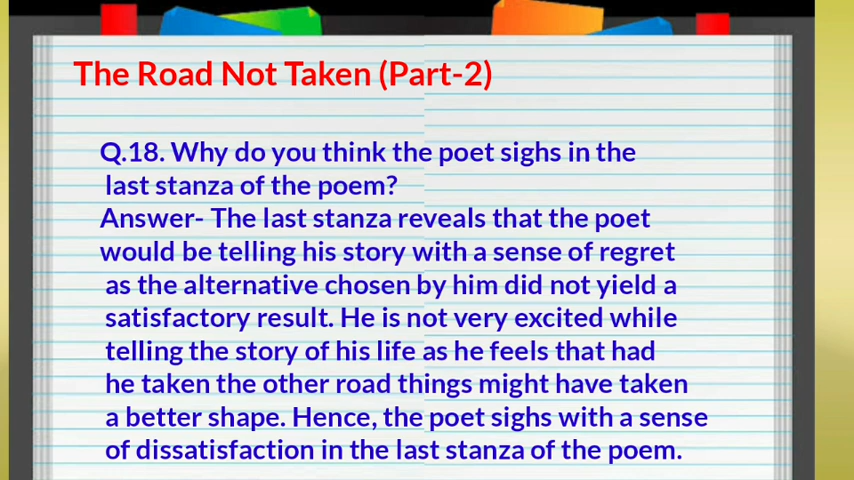 The Road Not Taken (Part-2)
Q.18. Why do you think the poet sighs in the
last stanza of the poem?
Answer- The last stanza reveals that the poet
would be telling his story with a sense of regret
as the alternative chosen by him did not yield a
satisfactory result. He is not very excited while
telling the story of his life as he feels that had
he taken the other road things might have taken
a better shape. Hence, the poet sighs with a sense
of dissatisfaction in the last stanza of the poem.